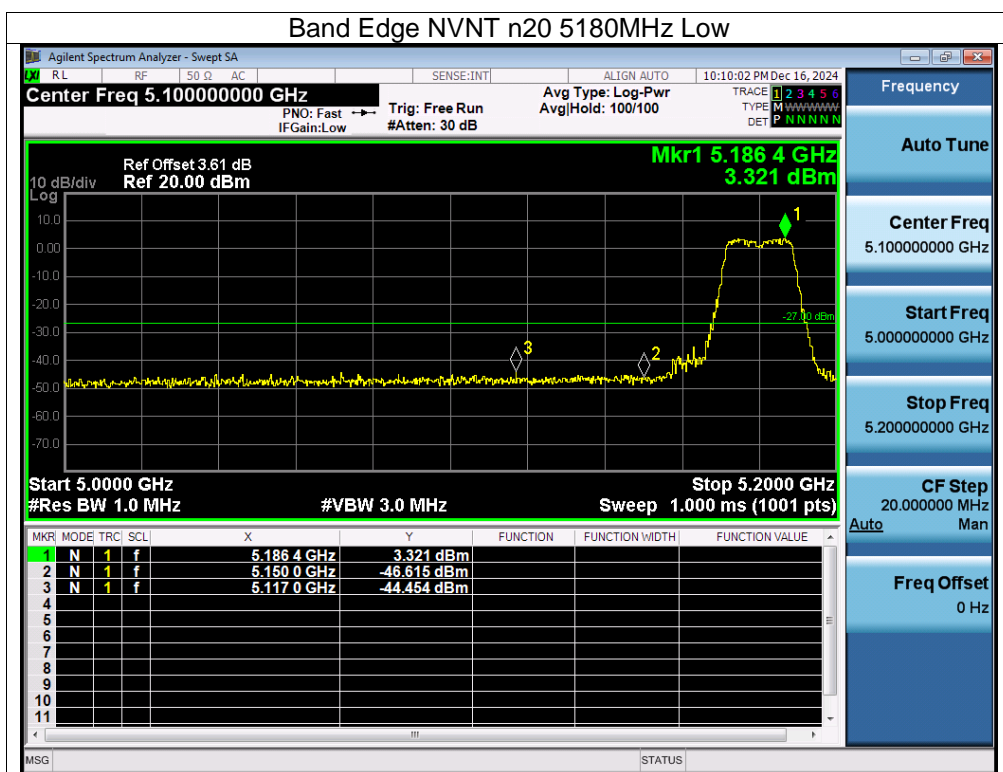 Band Edge NVNT n20 5180MHz Low
Agilent Spectrum Analyzer - Swept SA
LXI RL RF 50 Ω AC SENSE:INT ALIGN AUTO 10:10:02 PM Dec 16, 2024
Center Freq 5.100000000 GHz
PNO: Fast
IFGain:Low
Trig: Free Run
#Atten: 30 dB
Avg Type: Log-Pwr
Avg|Hold: 100/100
TRACE 1 2 3 4 5 6
TYPE M WWWWW
DET P N N N N N
Frequency
Auto Tune
Center Freq
5.100000000 GHz
Start Freq
5.000000000 GHz
Stop Freq
5.200000000 GHz
CF Step
20.000000 MHz
Auto Man
Freq Offset
0 Hz
Mkr1 5.186 4 GHz
3.321 dBm
Ref Offset 3.61 dB
10 dB/div Ref 20.00 dBm
Log
10.0
0.00
-10.0
-20.0
-30.0
-40.0
-50.0
-60.0
-70.0
1
-27.00 dBm
3
2
Start 5.0000 GHz Stop 5.2000 GHz
#Res BW 1.0 MHz #VBW 3.0 MHz Sweep 1.000 ms (1001 pts)
MKR MODE TRC SCL X Y FUNCTION FUNCTION WIDTH FUNCTION VALUE
1 N 1 f 5.186 4 GHz 3.321 dBm
2 N 1 f 5.150 0 GHz -46.615 dBm
3 N 1 f 5.117 0 GHz -44.454 dBm
4
5
6
7
8
9
10
11
MSG STATUS